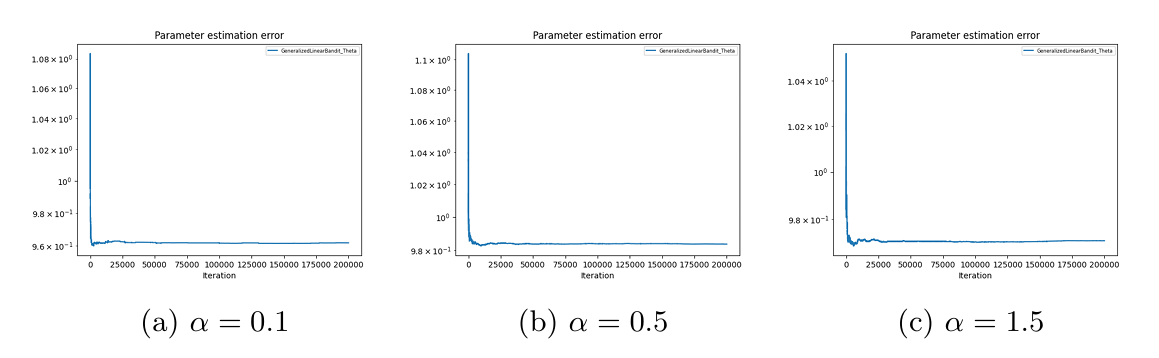 Parameter estimation error
GeneralizedLinearBandit_Theta
1.08 × 10⁰
1.06 × 10⁰
1.04 × 10⁰
1.02 × 10⁰
10⁰
9.8 × 10⁻¹
9.6 × 10⁻¹
0 25000 50000 75000 100000 125000 150000 175000 200000
Iteration
(a) α = 0.1
Parameter estimation error
GeneralizedLinearBandit_Theta
1.1 × 10⁰
1.08 × 10⁰
1.06 × 10⁰
1.04 × 10⁰
1.02 × 10⁰
10⁰
9.8 × 10⁻¹
0 25000 50000 75000 100000 125000 150000 175000 200000
Iteration
(b) α = 0.5
Parameter estimation error
GeneralizedLinearBandit_Theta
1.04 × 10⁰
1.02 × 10⁰
10⁰
9.8 × 10⁻¹
0 25000 50000 75000 100000 125000 150000 175000 200000
Iteration
(c) α = 1.5